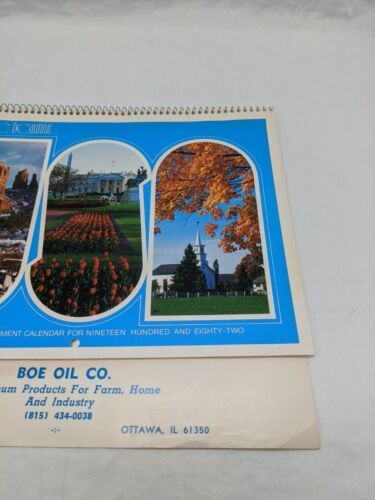 Beautiful
MENT CALENDAR FOR NINETEEN HUNDRED AND EIGHTY-TWO
BOE OIL CO.
um Products For Farm, Home
And Industry
(815) 434-0038
-:- OTTAWA, IL 61350